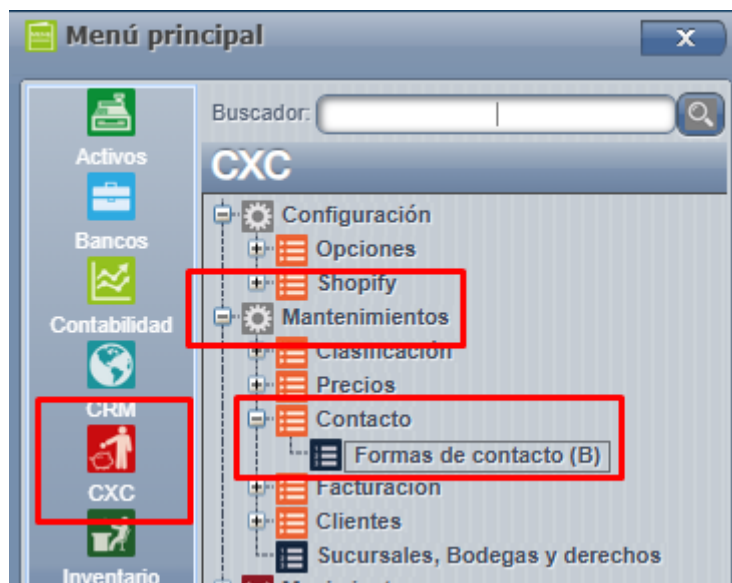 Menú principal
x
Buscador:
Activos
Bancos
Contabilidad
CRM
CXC
Inventario
CXC
Configuración
Opciones
Shopify
Mantenimientos
Clasificación
Precios
Contacto
Formas de contacto (B)
Facturación
Clientes
Sucursales, Bodegas y derechos